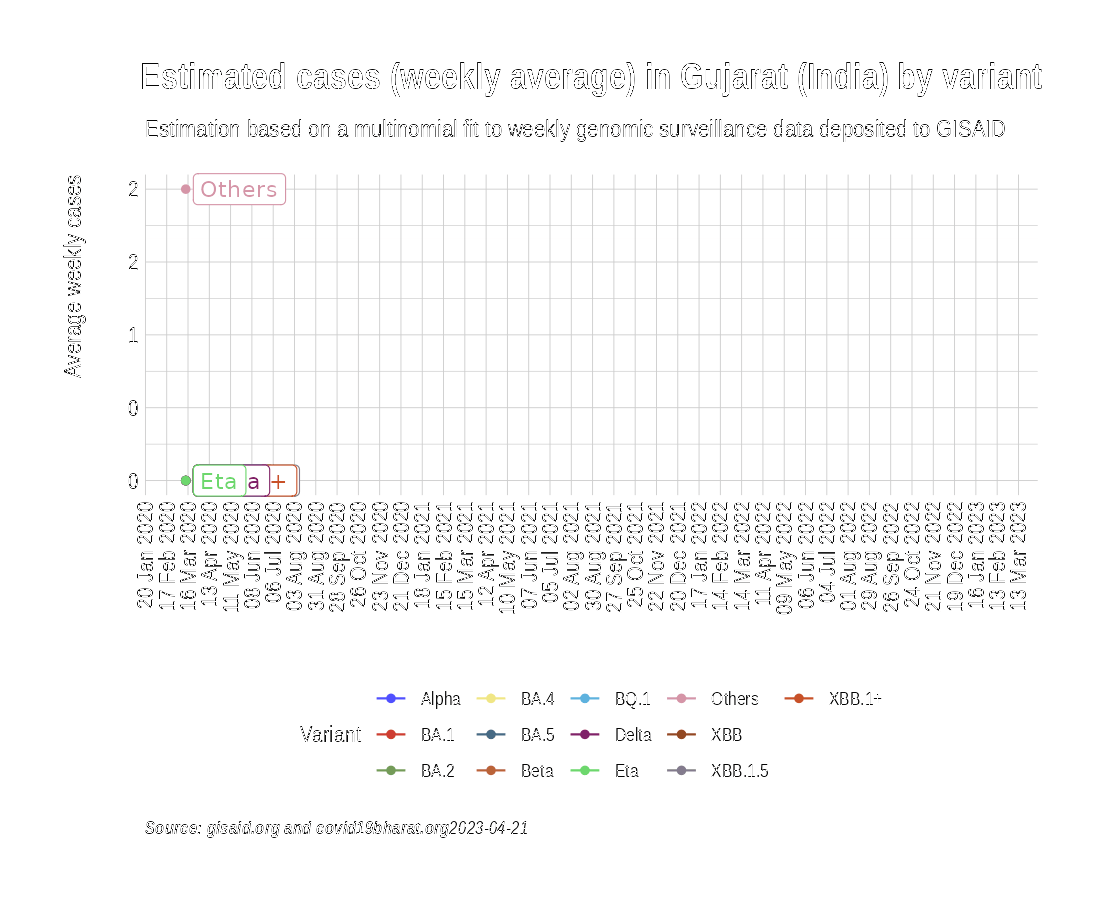 Estimated cases (weekly average) in Gujarat (India) by variant
Estimation based on a multinomial fit to weekly genomic surveillance data deposited to GISAID
Average weekly cases
2
2
1
0
0
Others
Eta a +
20 Jan 2020
17 Feb 2020
16 Mar 2020
13 Apr 2020
11 May 2020
08 Jun 2020
06 Jul 2020
03 Aug 2020
31 Aug 2020
28 Sep 2020
26 Oct 2020
23 Nov 2020
21 Dec 2020
18 Jan 2021
15 Feb 2021
15 Mar 2021
12 Apr 2021
10 May 2021
07 Jun 2021
05 Jul 2021
02 Aug 2021
30 Aug 2021
27 Sep 2021
25 Oct 2021
22 Nov 2021
20 Dec 2021
17 Jan 2022
14 Feb 2022
14 Mar 2022
11 Apr 2022
09 May 2022
06 Jun 2022
04 Jul 2022
01 Aug 2022
29 Aug 2022
26 Sep 2022
24 Oct 2022
21 Nov 2022
19 Dec 2022
16 Jan 2023
13 Feb 2023
13 Mar 2023
Variant
Alpha
BA.1
BA.2
BA.4
BA.5
Beta
BQ.1
Delta
Eta
Others
XBB
XBB.1.5
XBB.1+
Source: gisaid.org and covid19bharat.org2023-04-21